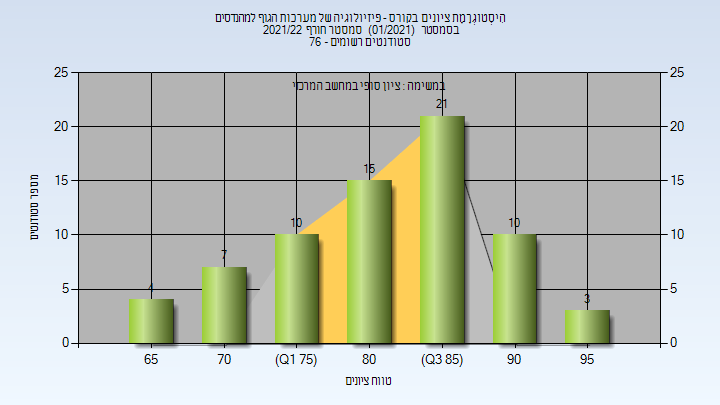 היסטוגרמת ציונים בקורס - פיזיולוגיה של מערכות הגוף למהנדסים
בסמסטר (01/2021) סמסטר חורף 2021/22
סטודנטים רשומים - 76
במשימה : ציון סופי במחשב המרכזי
25 25
20 20
15 15
10 10
5 5
0 0
4 7 10 15 21 10 3
65 70 (Q1 75) 80 (Q3 85) 90 95
מספר סטודנטים
טווח ציונים